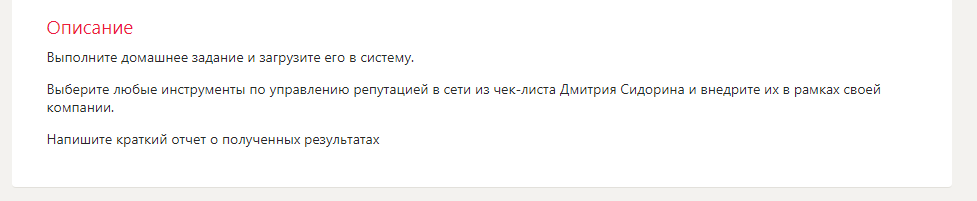 Описание
Выполните домашнее задание и загрузите его в систему.
Выберите любые инструменты по управлению репутацией в сети из чек-листа Дмитрия Сидорина и внедрите их в рамках своей
компании.
Напишите краткий отчет о полученных результатах